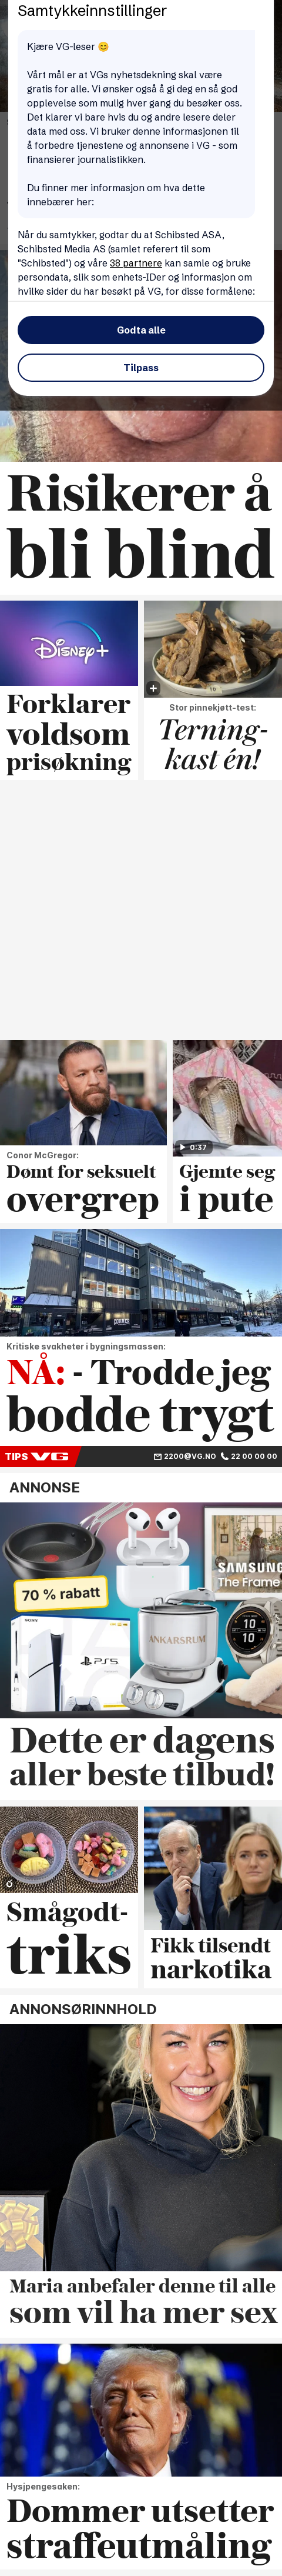 Samtykkeinnstillinger
Kjære VG-leser 😊
Vårt mål er at VGs nyhetsdekning skal være
gratis for alle. Vi ønsker også å gi deg en så god
opplevelse som mulig hver gang du besøker oss.
Det klarer vi bare hvis du og andre lesere deler
data med oss. Vi bruker denne informasjonen til
å forbedre tjenestene og annonsene i VG - som
finansierer journalistikken.
Du finner mer informasjon om hva dette
innebærer her:
Når du samtykker, godtar du at Schibsted ASA,
Schibsted Media AS (samlet referert til som
"Schibsted") og våre 38 partnere kan samle og bruke
persondata, slik som enhets-IDer og informasjon om
hvilke sider du har besøkt på VG, for disse formålene:
Godta alle
Tilpass
Risikerer å
bli blind
Disney+
Forklarer
voldsom
prisøkning
Stor pinnekjøtt-test:
Terning-
kast én!
Conor McGregor:
Dømt for seksuelt
overgrep
0:37
Gjemte seg
i pute
Kritiske svakheter i bygningsmassen:
NÅ: - Trodde jeg
bodde trygt
TIPS VG
2200@VG.NO 22 00 00 00
ANNONSE
70 % rabatt
SAMSUNG
The Frame
ANKARSRUM
SONY
PS5
10
10
Dette er dagens
aller beste tilbud!
Smågodt-
triks
Fikk tilsendt
narkotika
ANNONSØRINNHOLD
Maria anbefaler denne til alle
som vil ha mer sex
Hysjpengesaken:
Dommer utsetter
straffeutmåling